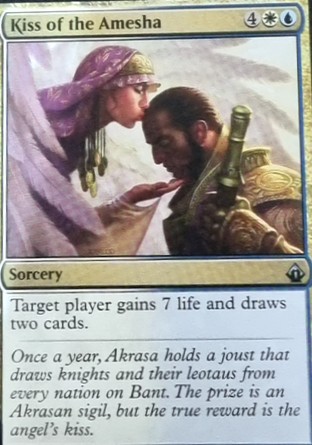 Kiss of the Amesha 4
Sorcery
Target player gains 7 life and draws
two cards.
Once a year, Akrasa holds a joust that
draws knights and their leotaus from
every nation on Bant. The prize is an
Akrasan sigil, but the true reward is the
angel's kiss.